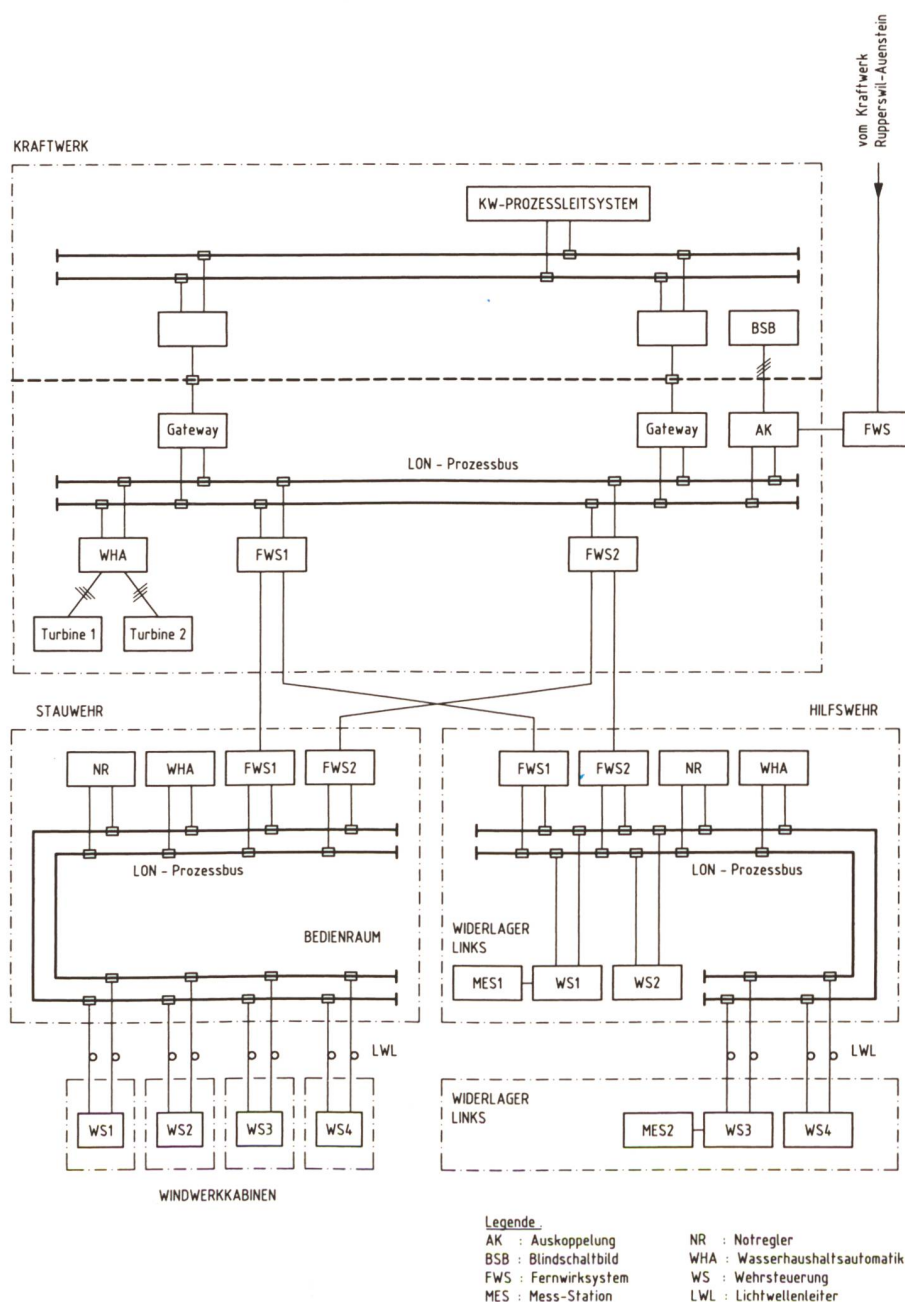 vom Kraftwerk
Rupperswil-Auenstein
KRAFTWERK
KW-PROZESSLEITSYSTEM
BSB
Gateway
Gateway
AK
FWS
LON - Prozessbus
WHA
FWS1
FWS2
Turbine 1
Turbine 2
STAUWEHR
HILFSWEHR
NR
WHA
FWS1
FWS2
FWS1
FWS2
NR
WHA
LON - Prozessbus
LON - Prozessbus
BEDIENRAUM
WIDERLAGER
LINKS
MES1
WS1
WS2
LWL
LWL
WIDERLAGER
LINKS
WS1
WS2
WS3
WS4
MES2
WS3
WS4
WINDWERKKABINEN
Legende.
AK : Auskoppelung
BSB : Blindschaltbild
FWS : Fernwirksystem
MES : Mess-Station
NR : Notregler
WHA : Wasserhaushaltsautomatik
WS : Wehrsteuerung
LWL : Lichtwellenleiter